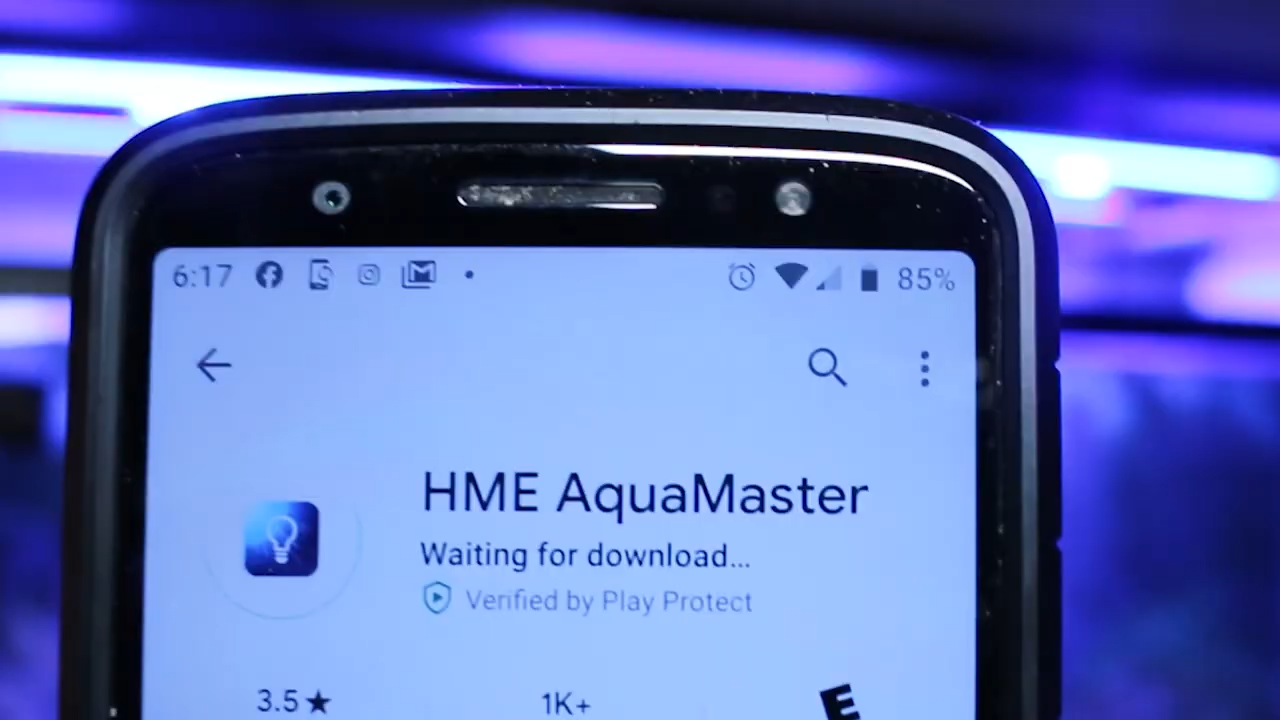 6:17 85%
HME AquaMaster
Waiting for download...
Verified by Play Protect
3.5★ 1K+ E